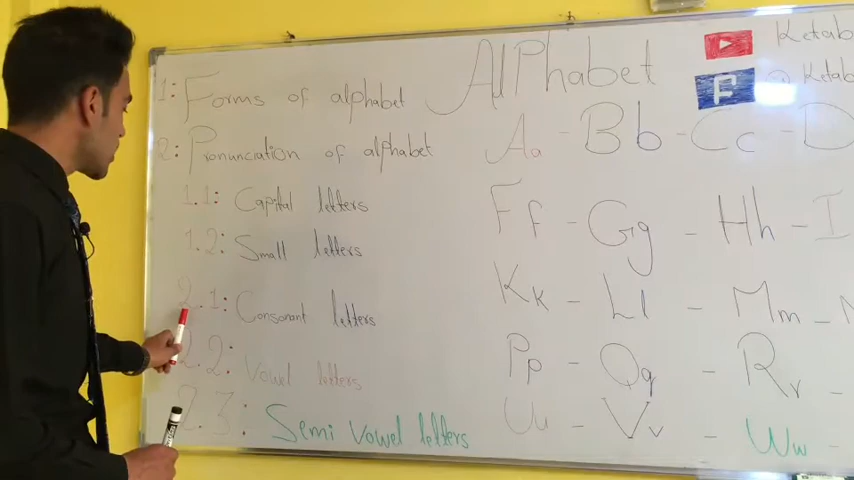 Alphabet
1: Forms of alphabet
2: Pronunciation of alphabet
1.1: Capital letters
1.2: Small letters
2.1: Consonant letters
2.2: Vowel letters
2.3: Semi Vowel letters
Ketab
F @ Ketab
Aa - Bb - Cc - D
Ff - Gg - Hh - I
Kk - Ll - Mm -
Pp - Qq - Rr -
Uu - Vv - Ww -